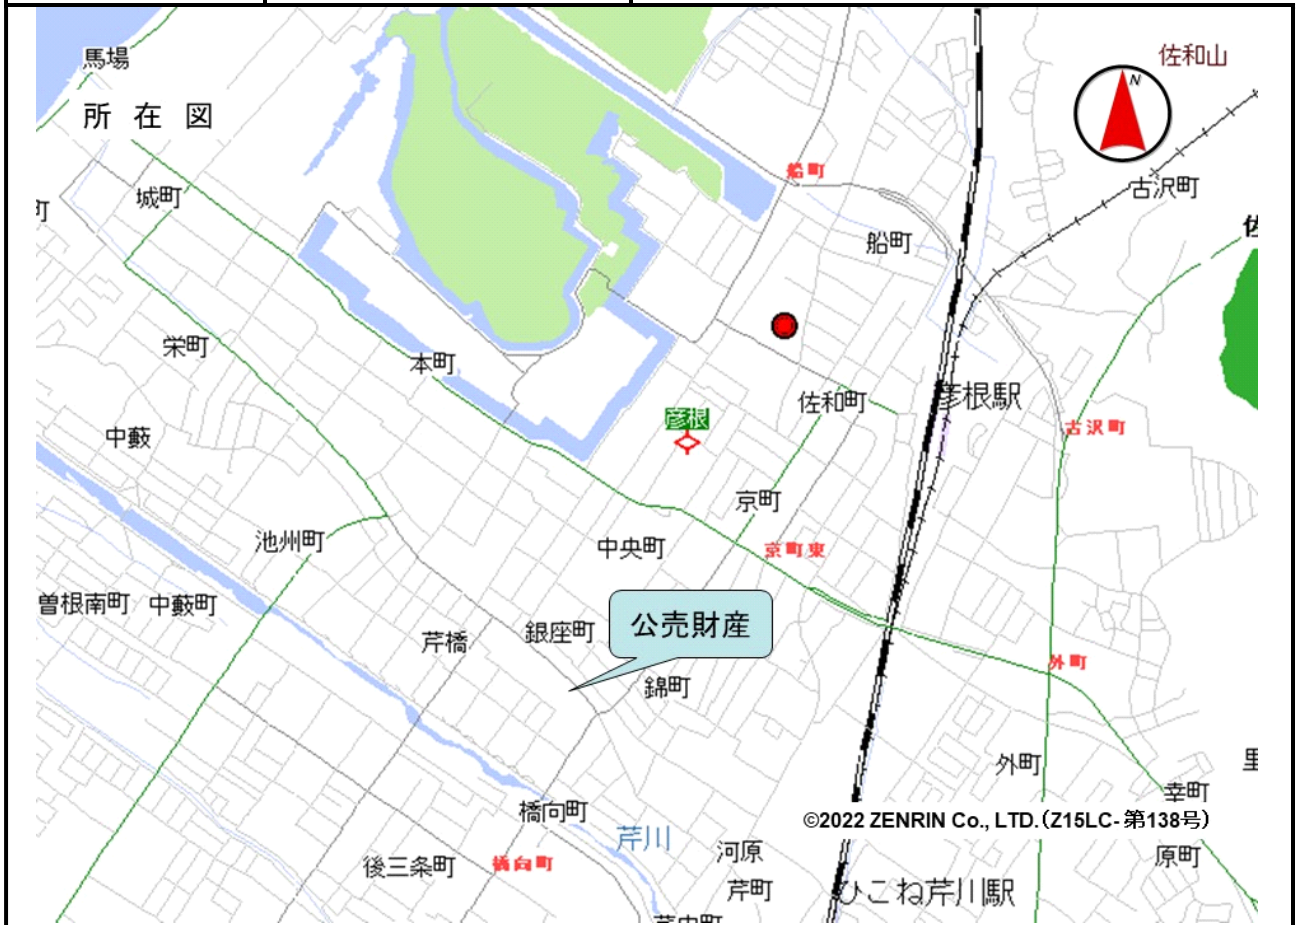 馬場
佐和山
N
所在図
船町
古沢町
城町
町
佐
船町
栄町
本町
佐和町
彦根駅
彦根
古沢町
中藪
京町
池州町
中央町
京町東
曽根南町
中藪町
公売財産
銀座町
芹橋
外町
錦町
外町
里
幸町
橋向町
©2022 ZENRIN Co., LTD.（Z15LC-第138号）
芹川
河原
原町
後三条町
橋向町
芹町
ひこね芹川駅